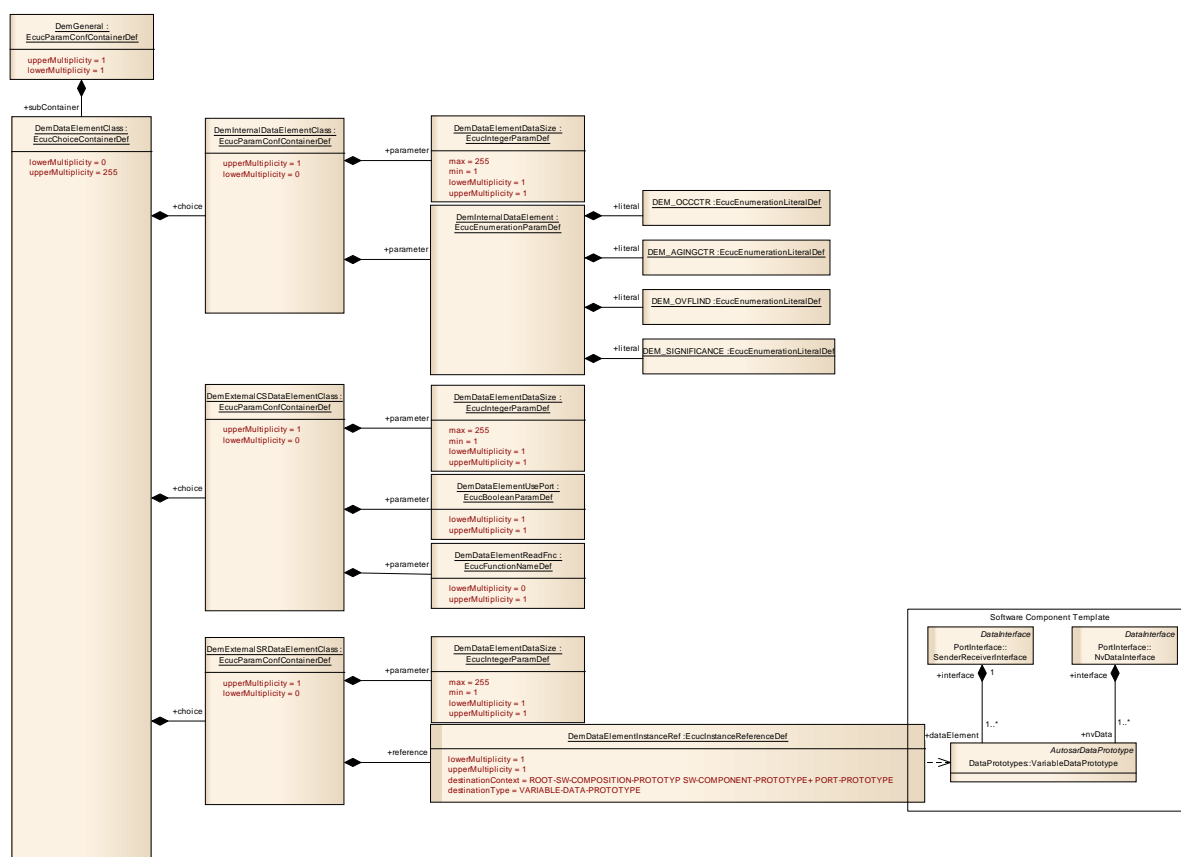 DemGeneral :
EcucParamConfContainerDef
upperMultiplicity = 1
lowerMultiplicity = 1
+subContainer
DemDataElementClass:
EcucChoiceContainerDef
lowerMultiplicity = 0
upperMultiplicity = 255
+choice
DemInternalDataElementClass :
EcucParamConfContainerDef
upperMultiplicity = 1
lowerMultiplicity = 0
+parameter
DemDataElementDataSize :
EcucIntegerParamDef
max = 255
min = 1
lowerMultiplicity = 1
upperMultiplicity = 1
+parameter
DemInternalDataElement :
EcucEnumerationParamDef
+literal
DEM_OCCCTR :EcucEnumerationLiteralDef
+literal
DEM_AGINGCTR :EcucEnumerationLiteralDef
+literal
DEM_OVFLIND :EcucEnumerationLiteralDef
+literal
DEM_SIGNIFICANCE :EcucEnumerationLiteralDef
+choice
DemExternalCSDataElementClass :
EcucParamConfContainerDef
upperMultiplicity = 1
lowerMultiplicity = 0
+parameter
DemDataElementDataSize :
EcucIntegerParamDef
max = 255
min = 1
lowerMultiplicity = 1
upperMultiplicity = 1
+parameter
DemDataElementUsePort :
EcucBooleanParamDef
lowerMultiplicity = 1
upperMultiplicity = 1
+parameter
DemDataElementReadFnc :
EcucFunctionNameDef
lowerMultiplicity = 0
upperMultiplicity = 1
+choice
DemExternalSRDataElementClass :
EcucParamConfContainerDef
upperMultiplicity = 1
lowerMultiplicity = 0
+parameter
DemDataElementDataSize :
EcucIntegerParamDef
max = 255
min = 1
lowerMultiplicity = 1
upperMultiplicity = 1
+reference
DemDataElementInstanceRef :EcucInstanceReferenceDef
lowerMultiplicity = 1
upperMultiplicity = 1
destinationContext = ROOT-SW-COMPOSITION-PROTOTYP SW-COMPONENT-PROTOTYPE+ PORT-PROTOTYPE
destinationType = VARIABLE-DATA-PROTOTYPE
Software Component Template
DataInterface
PortInterface::
SenderReceiverInterface
DataInterface
PortInterface::
NvDataInterface
+interface
1
+interface
1..*
1..*
+dataElement
+nvData
AutosarDataPrototype
DataPrototypes::VariableDataPrototype